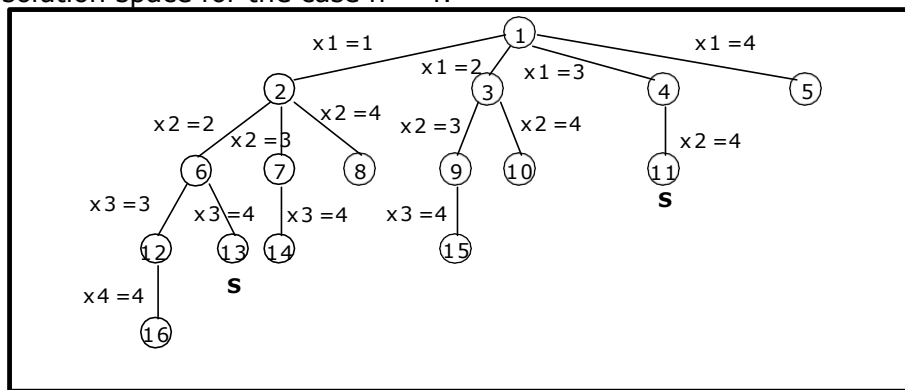 solution space for the case n = 4.
1
x1 =1
x1 =2
x1 =3
x1 =4
2
3
4
5
x2 =2
x2 =3
x2 =4
x2 =3
x2 =4
x2 =4
6
7
8
9
10
11
S
x3 =3
x3 =4
x3 =4
x3 =4
12
13
14
15
S
x4 =4
16